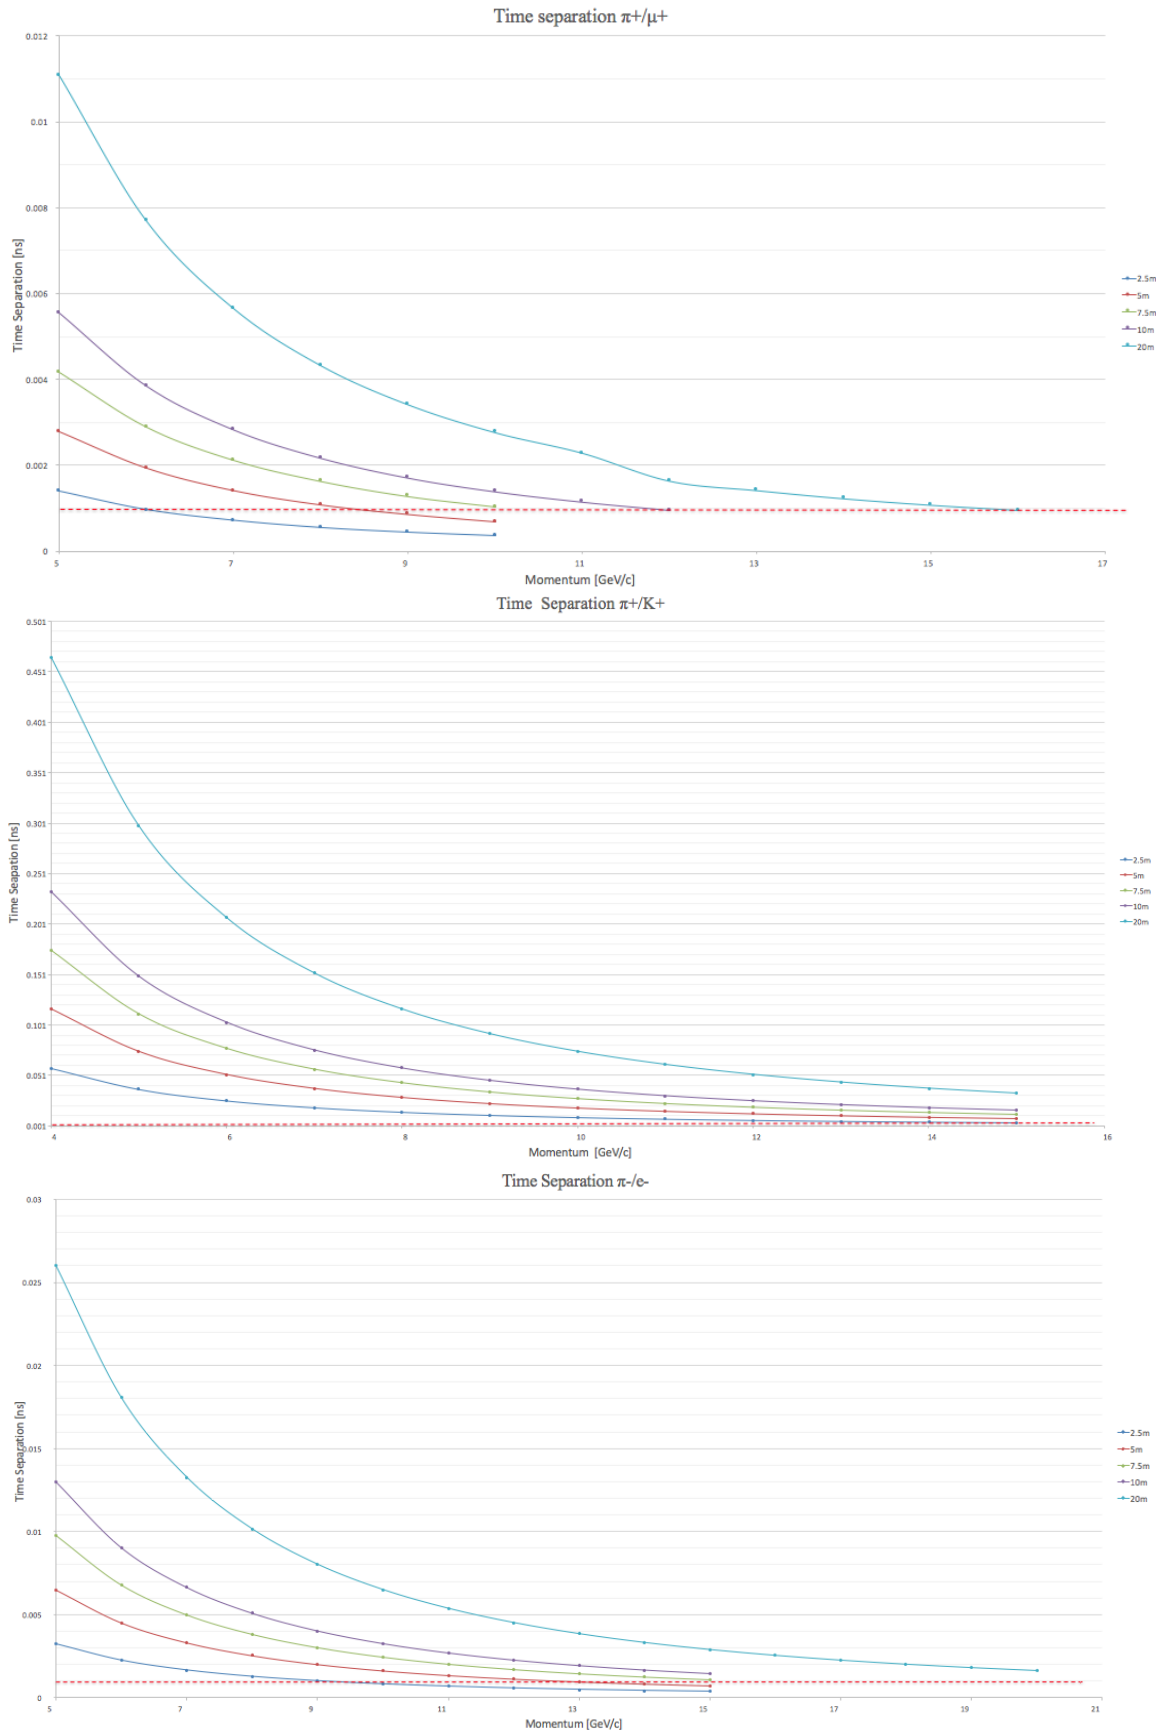 Time separation π+/μ+
0.012
0.01
0.008
0.006
0.004
0.002
0
Time Separation [ns]
5 7 9 11 13 15 17
Momentum [GeV/c]
2.5m
5m
7.5m
10m
20m
Time Separation π+/K+
0.501
0.451
0.401
0.351
0.301
0.251
0.201
0.151
0.101
0.051
0.001
Time Seapation [ns]
4 6 8 10 12 14 16
Momentum [GeV/c]
2.5m
5m
7.5m
10m
20m
Time Separation π-/e-
0.03
0.025
0.02
0.015
0.01
0.005
0
Time Separation [ns]
5 7 9 11 13 15 17 19 21
Momentum [GeV/c]
2.5m
5m
7.5m
10m
20m